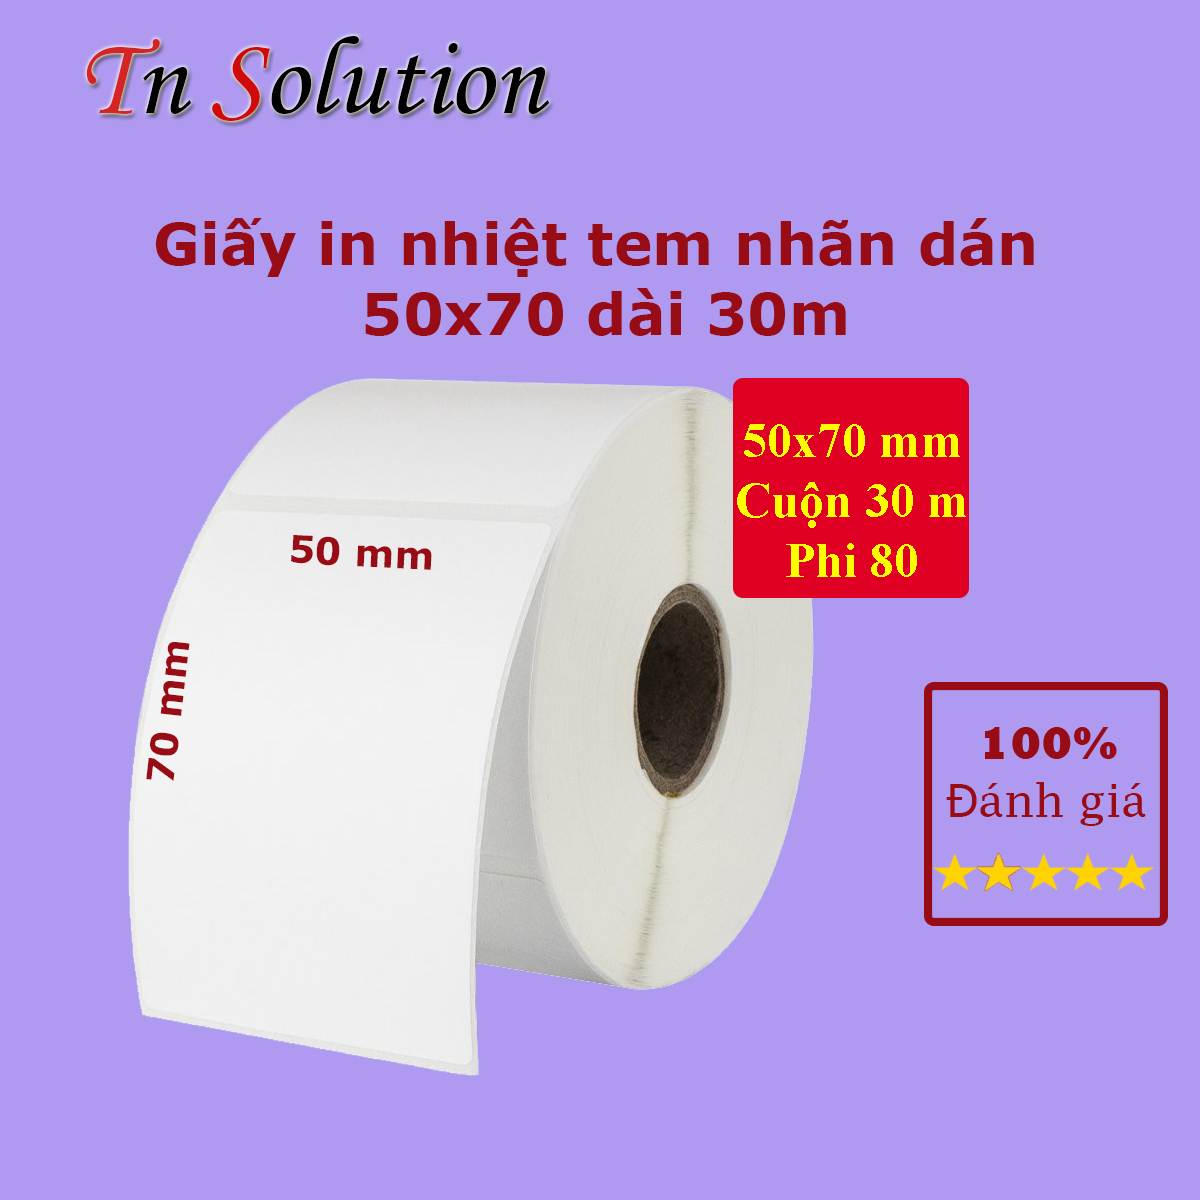 Tn Solution
Giấy in nhiệt tem nhãn dán
50x70 dài 30m
50x70 mm
Cuộn 30 m
Phi 80
50 mm
70 mm
100%
Đánh giá